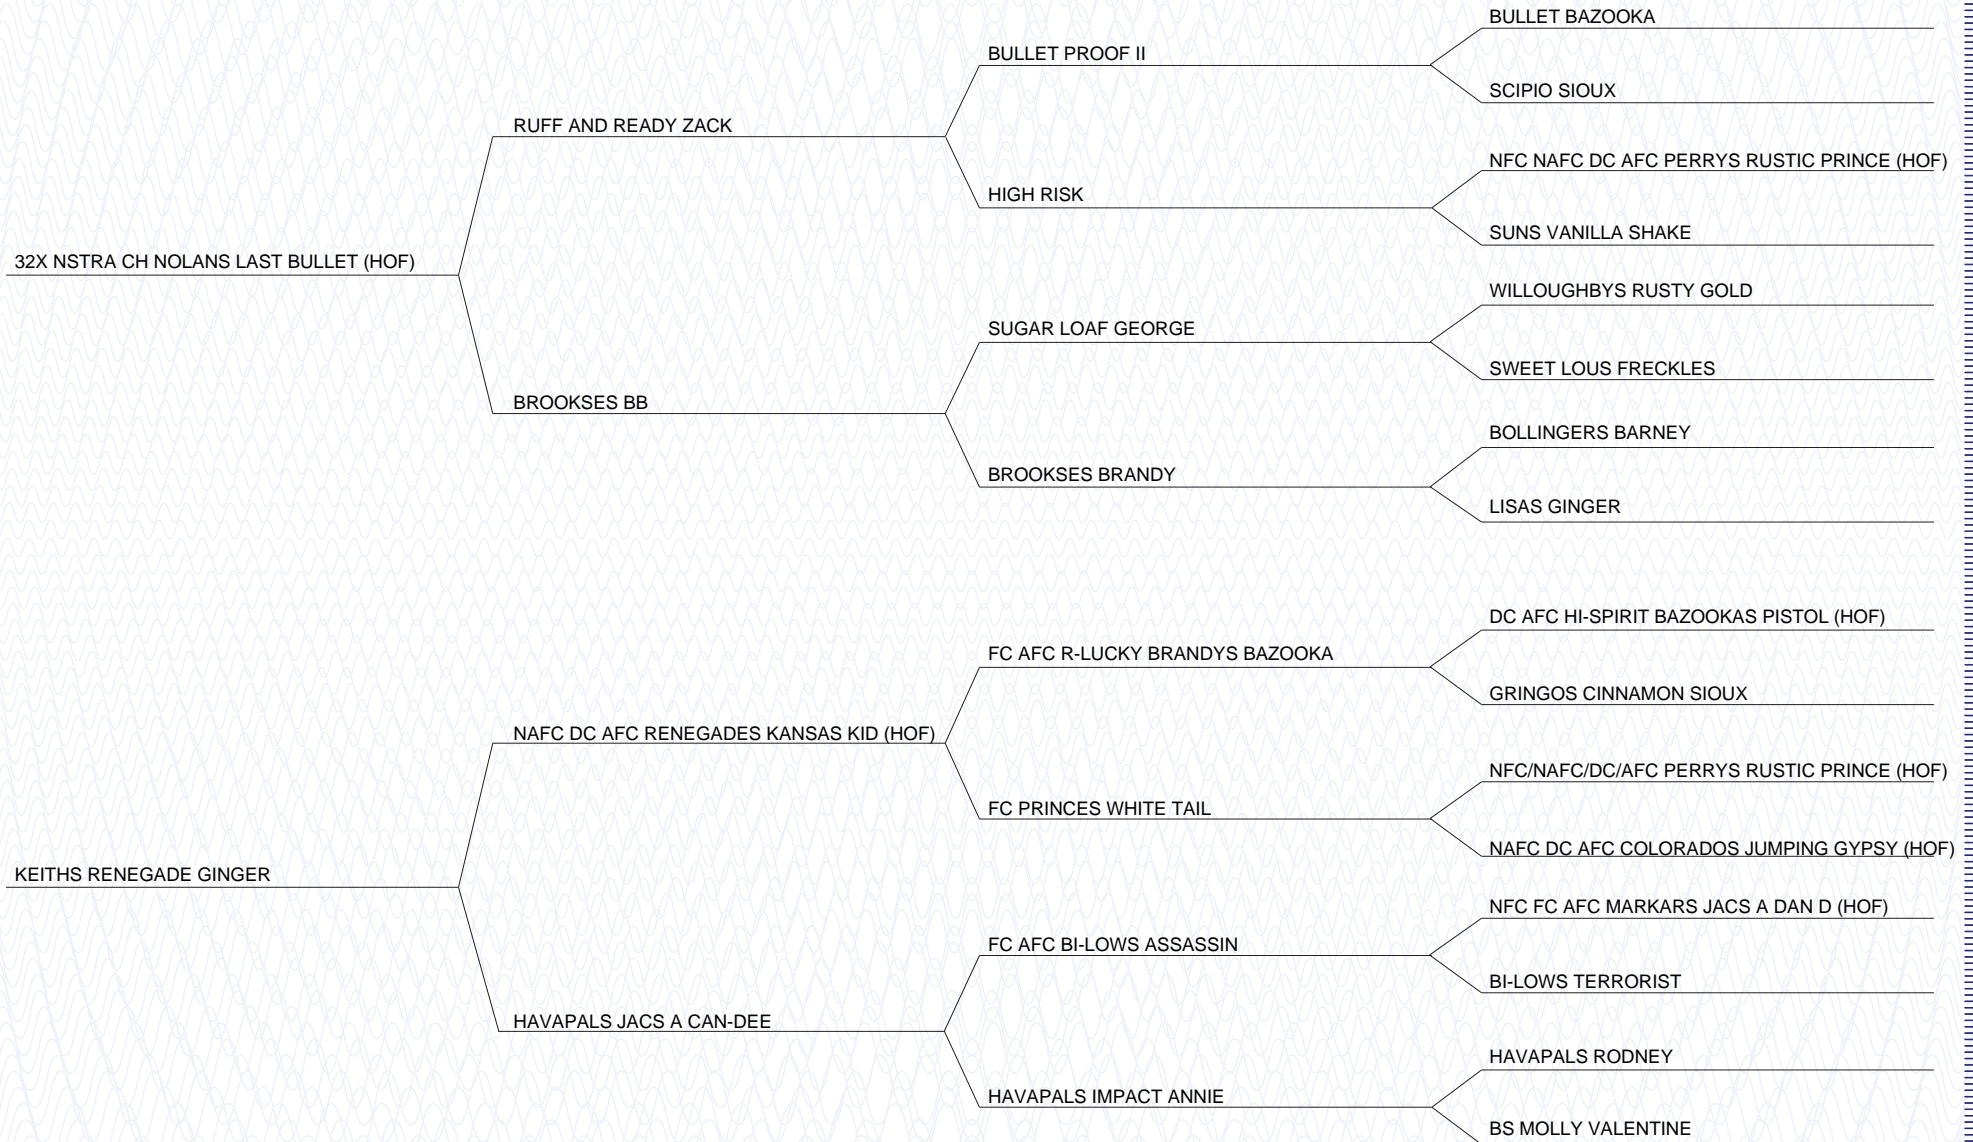 BULLET BAZOOKA
BULLET PROOF II
SCIPIO SIOUX
RUFF AND READY ZACK
NFC NAFC DC AFC PERRYS RUSTIC PRINCE (HOF)
HIGH RISK
SUNS VANILLA SHAKE
32X NSTRA CH NOLANS LAST BULLET (HOF)
WILLOUGHBYS RUSTY GOLD
SUGAR LOAF GEORGE
SWEET LOUS FRECKLES
BROOKSES BB
BOLLINGERS BARNEY
BROOKSES BRANDY
LISAS GINGER
DC AFC HI-SPIRIT BAZOOKAS PISTOL (HOF)
FC AFC R-LUCKY BRANDYS BAZOOKA
GRINGOS CINNAMON SIOUX
NAFC DC AFC RENEGADES KANSAS KID (HOF)
NFC/NAFC/DC/AFC PERRYS RUSTIC PRINCE (HOF)
FC PRINCES WHITE TAIL
NAFC DC AFC COLORADOS JUMPING GYPSY (HOF)
KEITHS RENEGADE GINGER
NFC FC AFC MARKARS JACS A DAN D (HOF)
FC AFC BI-LOWS ASSASSIN
BI-LOWS TERRORIST
HAVAPALS JACS A CAN-DEE
HAVAPALS RODNEY
HAVAPALS IMPACT ANNIE
BS MOLLY VALENTINE